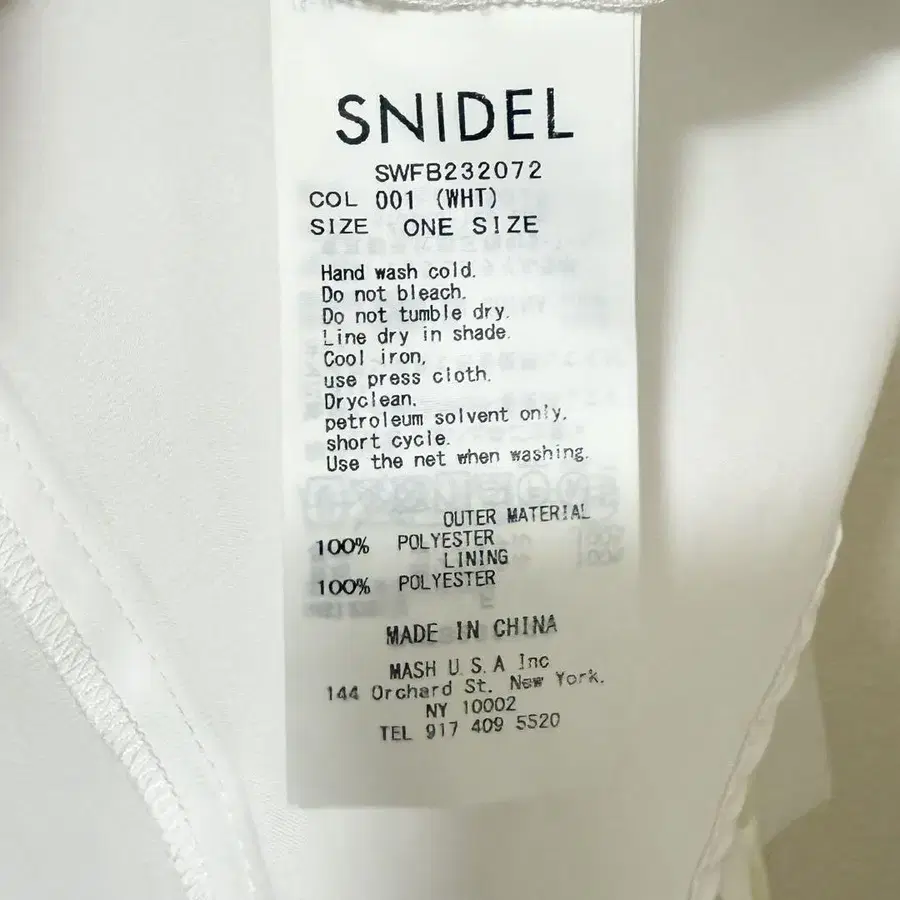 SNIDEL
SWFB232072
COL 001 (WHT)
SIZE ONE SIZE
Hand wash cold.
Do not bleach.
Do not tumble dry.
Line dry in shade.
Cool iron,
use press cloth.
Dryclean.
petroleum solvent only.
short cycle.
Use the net when washing.
OUTER MATERIAL
100% POLYESTER
LINING
100% POLYESTER
MADE IN CHINA
MASH U.S.A Inc
144 Orchard St. New York.
NY 10002
TEL 917 409 5520